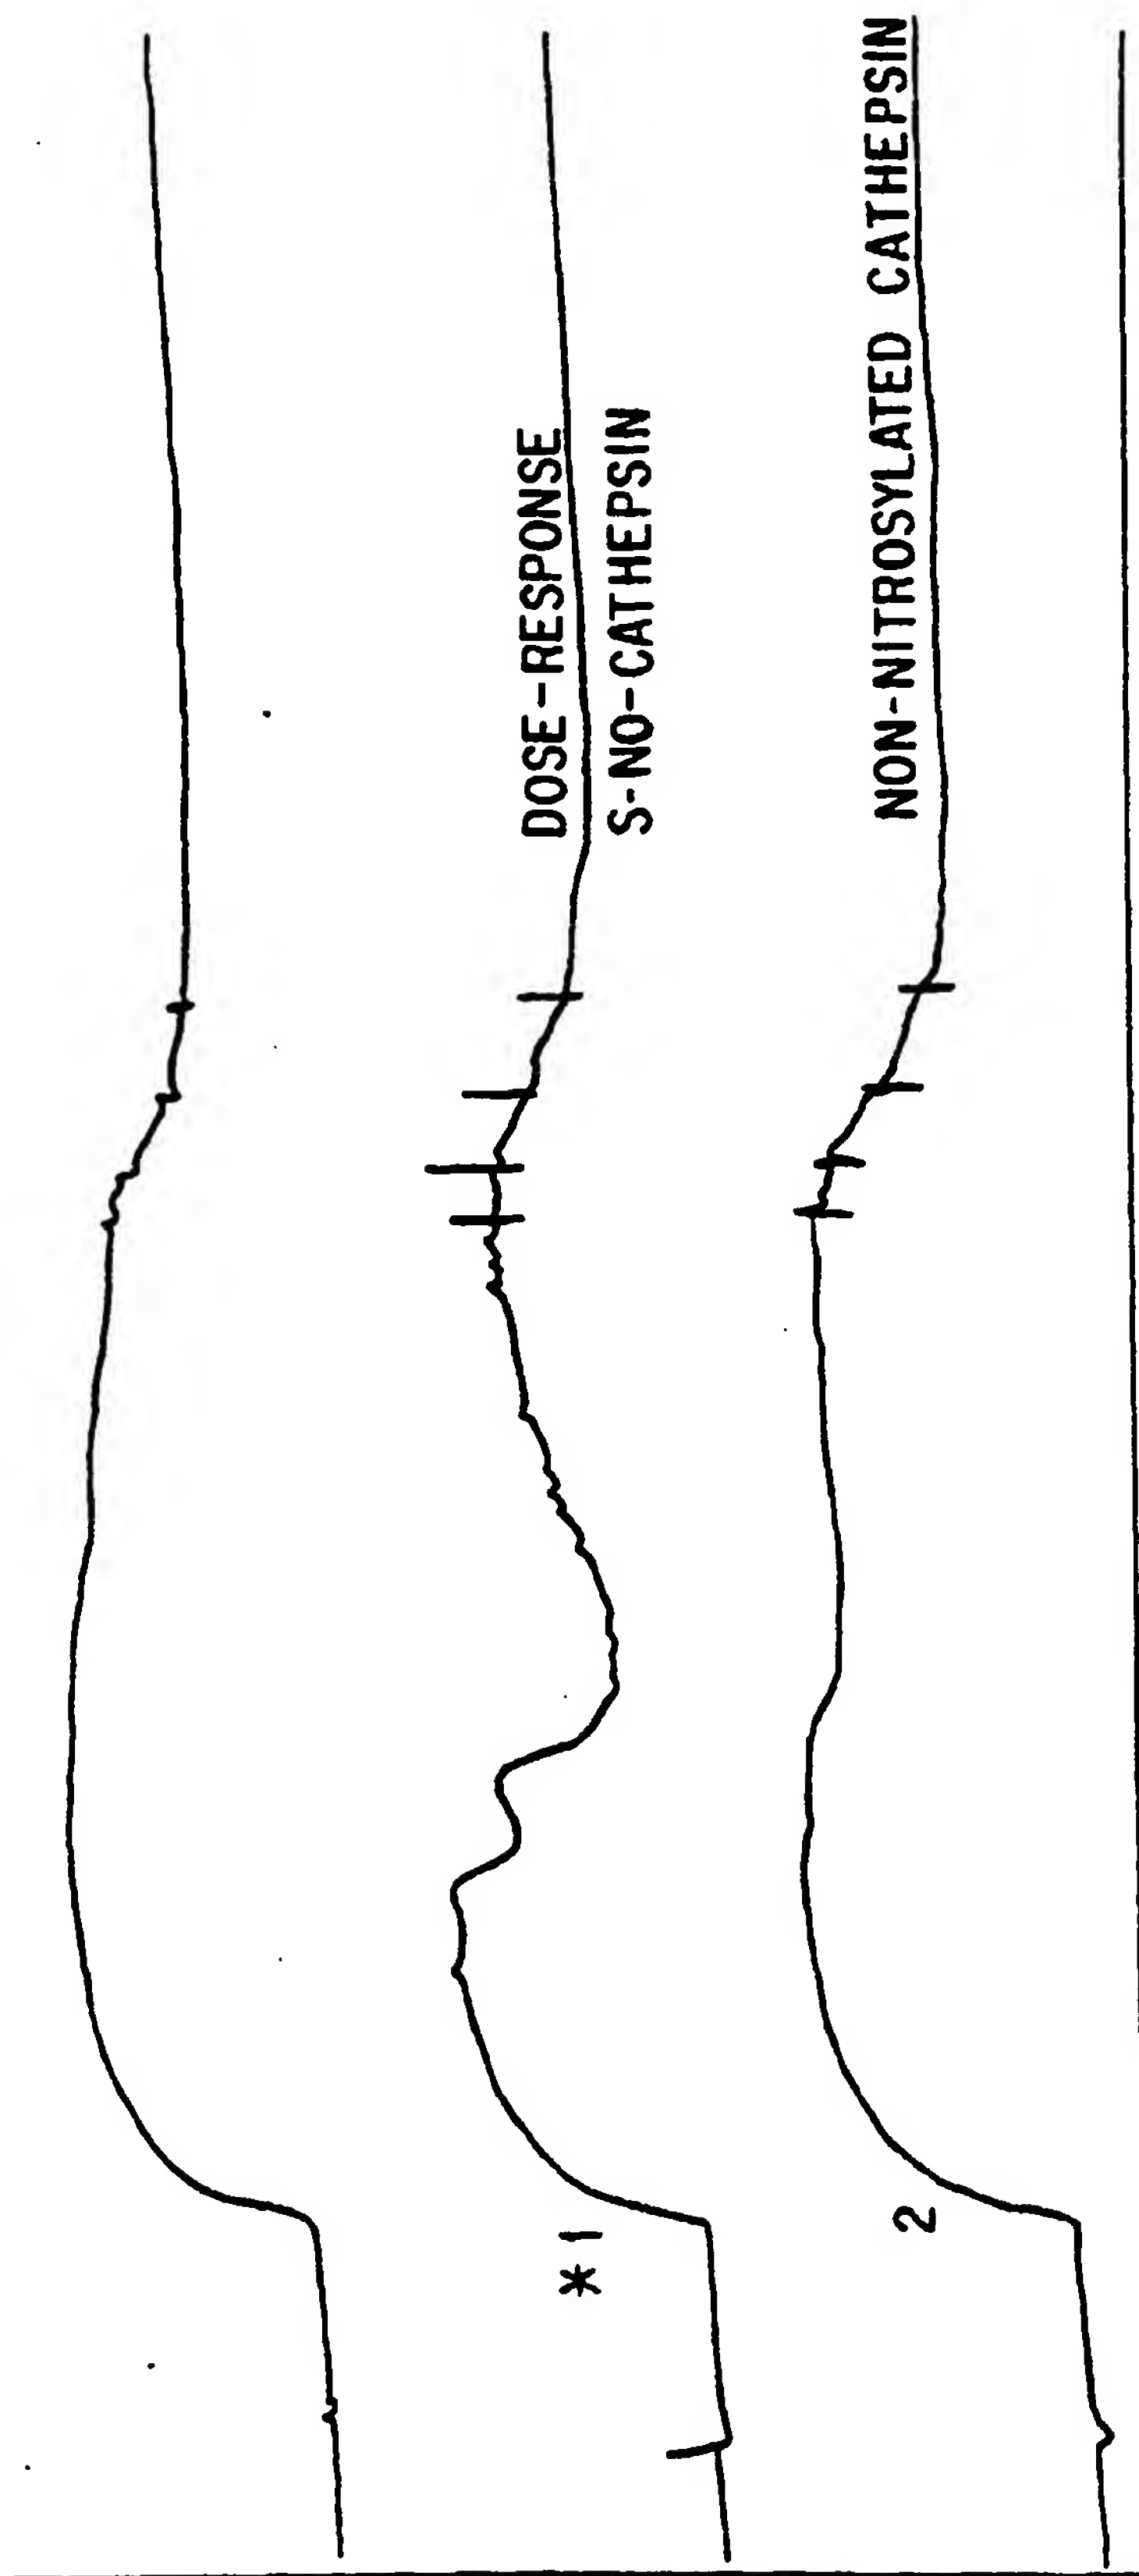 *1
DOSE-RESPONSE
S-NO-CATHEPSIN
2
NON-NITROSYLATED CATHEPSIN